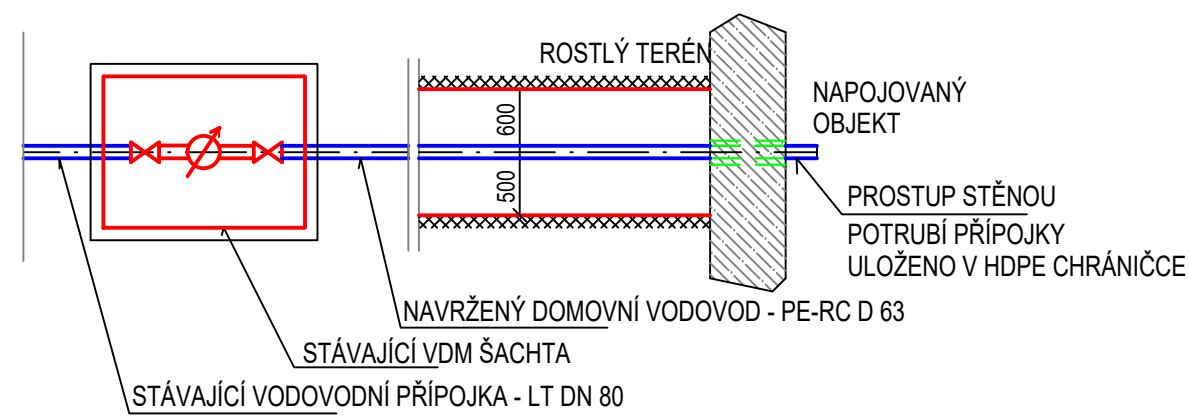 ROSTLÝ TERÉN
NAPOJOVANÝ
OBJEKT
600
500
PROSTUP STĚNOU
POTRUBÍ PŘÍPOJKY
ULOŽENO V HDPE CHRÁNIČCE
NAVRŽENÝ DOMOVNÍ VODOVOD - PE-RC D 63
STÁVAJÍCÍ VDM ŠACHTA
STÁVAJÍCÍ VODOVODNÍ PŘÍPOJKA - LT DN 80